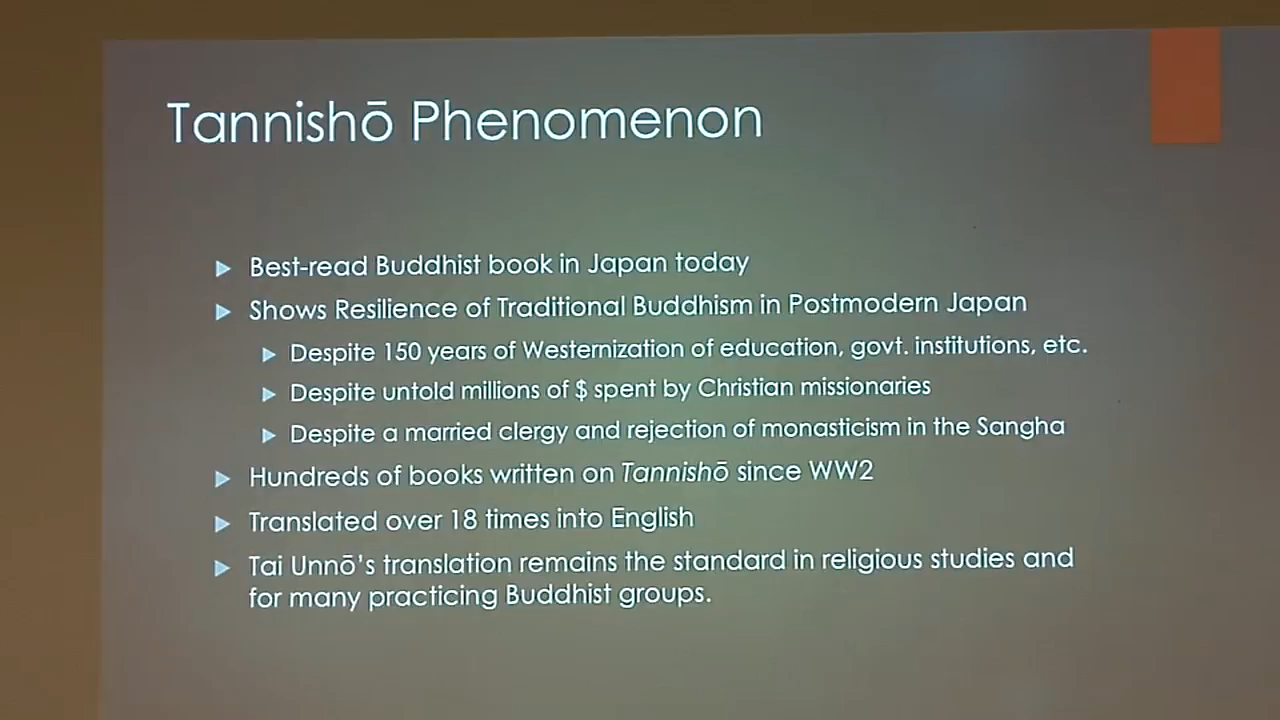 Tannishō Phenomenon
Best-read Buddhist book in Japan today
Shows Resilience of Traditional Buddhism in Postmodern Japan
Despite 150 years of Westernization of education, govt. institutions, etc.
Despite untold millions of $ spent by Christian missionaries
Despite a married clergy and rejection of monasticism in the Sangha
Hundreds of books written on Tannishō since WW2
Translated over 18 times into English
Tai Unnō's translation remains the standard in religious studies and
for many practicing Buddhist groups.